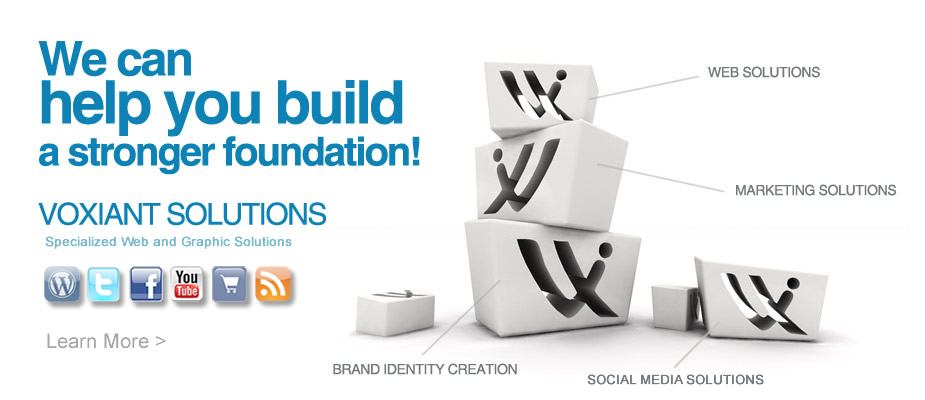 We can
help you build
a stronger foundation!
VOXIANT SOLUTIONS
Specialized Web and Graphic Solutions
You
Tube
Learn More >
WEB SOLUTIONS
MARKETING SOLUTIONS
BRAND IDENTITY CREATION
SOCIAL MEDIA SOLUTIONS